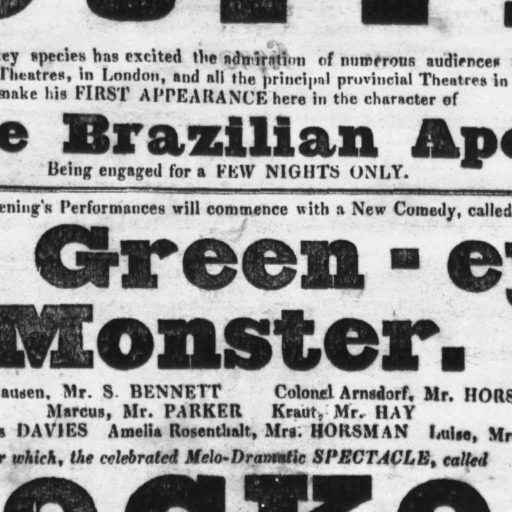 ey species has excited the admiration of numerous audiences
Theatres, in London, and all the principal provincial Theatres in
make his FIRST APPEARANCE here in the character of
e Brazilian Ape
Being engaged for a FEW NIGHTS ONLY.
ening's Performances will commence with a New Comedy, called
Green - ey
Monster.
ausen, Mr. S. BENNETT Colonel Arnsdorf, Mr. HORS
Marcus, Mr. PARKER Kraut, Mr. HAY
s DAVIES Amelia Rosenthalt, Mrs. HORSMAN Luise, Mr
r which, the celebrated Melo-Dramatic SPECTACLE, called